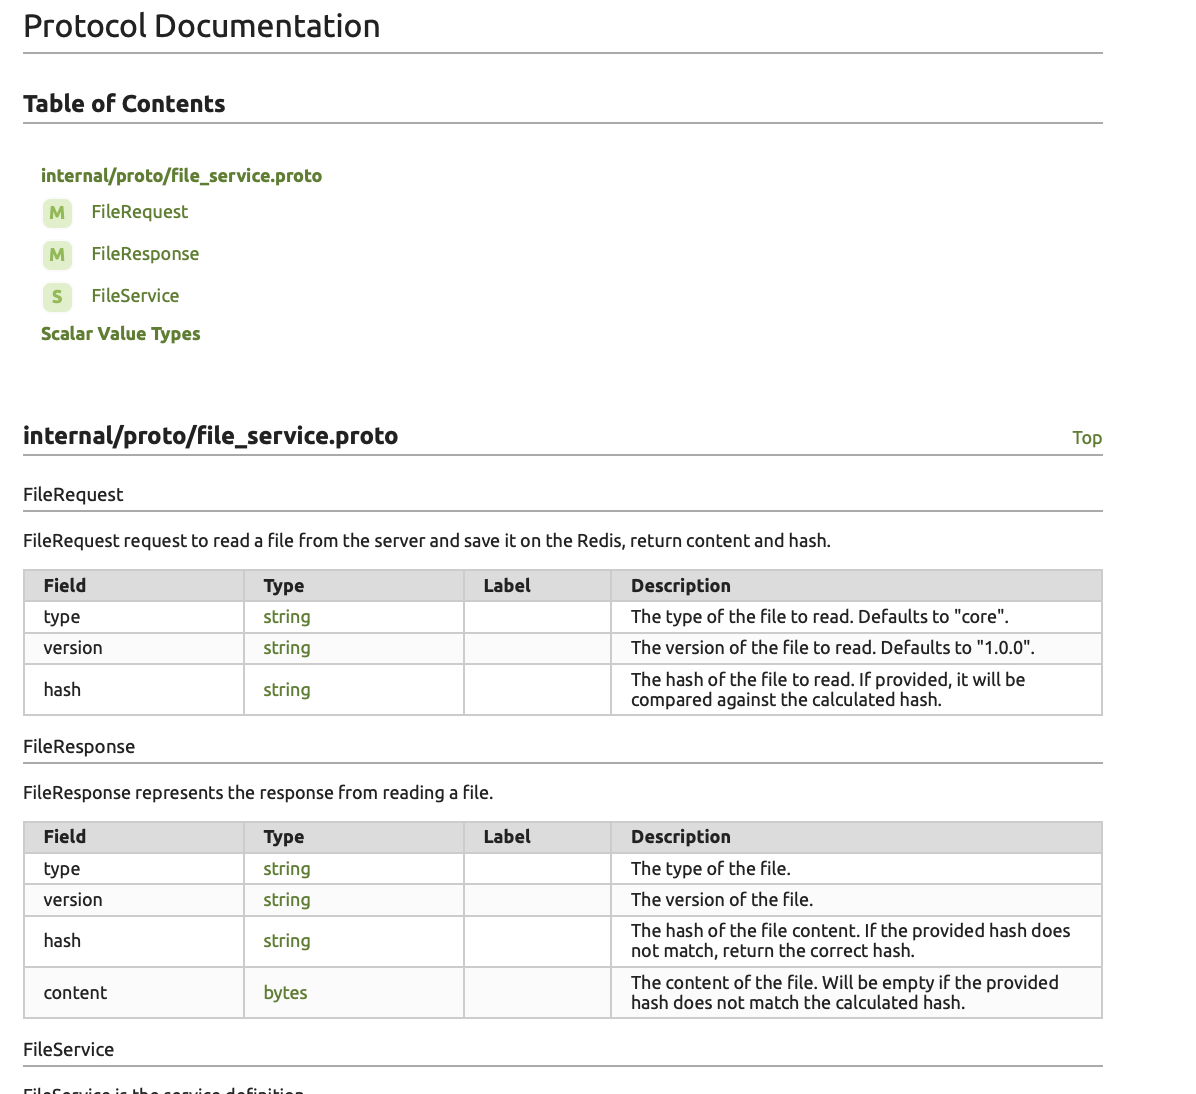 Protocol Documentation
Table of Contents
internal/proto/file_service.proto
M FileRequest
M FileResponse
S FileService
Scalar Value Types
internal/proto/file_service.proto Top
FileRequest
FileRequest request to read a file from the server and save it on the Redis, return content and hash.
Field Type Label Description
type string The type of the file to read. Defaults to "core".
version string The version of the file to read. Defaults to "1.0.0".
hash string The hash of the file to read. If provided, it will be
compared against the calculated hash.
FileResponse
FileResponse represents the response from reading a file.
Field Type Label Description
type string The type of the file.
version string The version of the file.
hash string The hash of the file content. If the provided hash does
not match, return the correct hash.
content bytes The content of the file. Will be empty if the provided
hash does not match the calculated hash.
FileService
FileService is the service definition